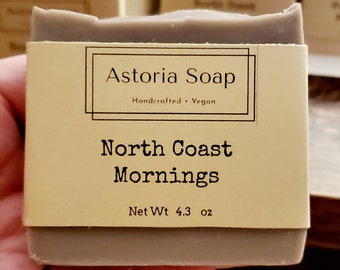 Astoria Soap
Handcrafted • Vegan
North Coast
Mornings
Net Wt 4.3 oz